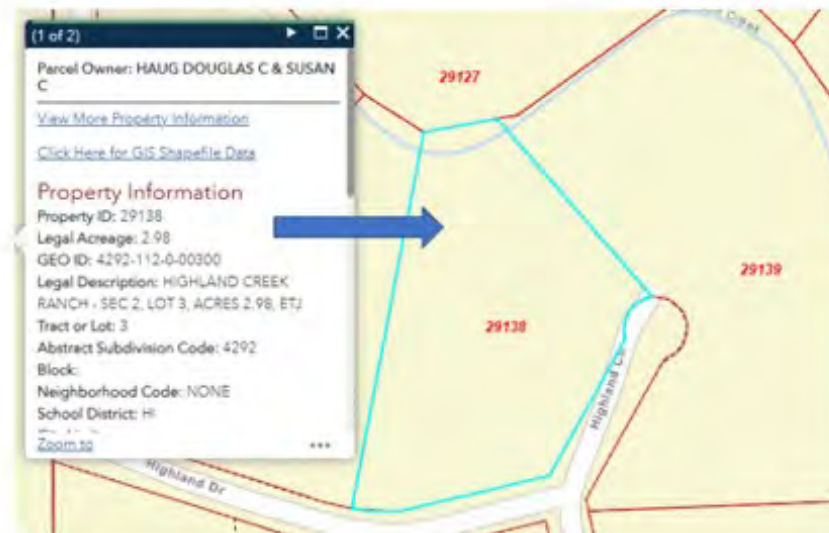 (1 of 2)
Parcel Owner: HAUG DOUGLAS C & SUSAN
C
View More Property Information
Click Here for GIS Shapefile Data
Property Information
Property ID: 29138
Legal Acreage: 2.98
GEO ID: 4292-112-0-00300
Legal Description: HIGHLAND CREEK
RANCH - SEC 2, LOT 3, ACRES 2.98, ETJ
Tract or Lot: 3
Abstract Subdivision Code: 4292
Block:
Neighborhood Code: NONE
School District: HI
Zoom to
29127
Creek
29139
29138
Highland Cir
Highland Dr